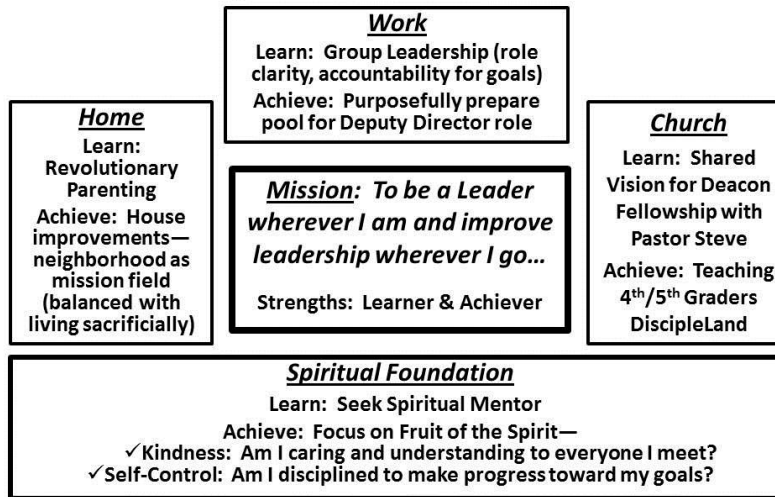 Work
Learn: Group Leadership (role
clarity, accountability for goals)
Achieve: Purposefully prepare
pool for Deputy Director role
Home
Learn:
Revolutionary
Parenting
Achieve: House
improvements—
neighborhood as
mission field
(balanced with
living sacrificially)
Mission: To be a Leader
wherever I am and improve
leadership wherever I go…
Strengths: Learner & Achiever
Church
Learn: Shared
Vision for Deacon
Fellowship with
Pastor Steve
Achieve: Teaching
4th/5th Graders
DiscipleLand
Spiritual Foundation
Learn: Seek Spiritual Mentor
Achieve: Focus on Fruit of the Spirit—
✓Kindness: Am I caring and understanding to everyone I meet?
✓Self-Control: Am I disciplined to make progress toward my goals?